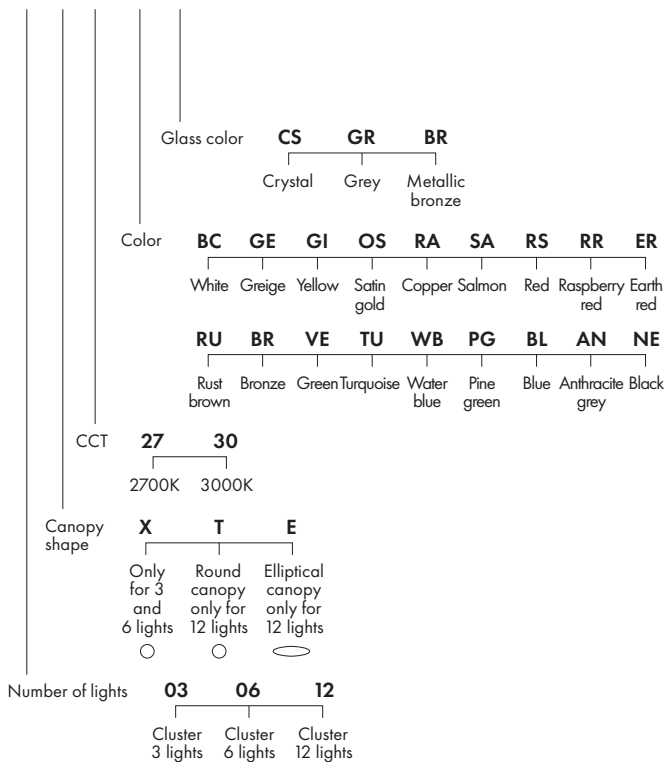 Glass color CS GR BR
Crystal Grey Metallic
bronze
Color BC GE GI OS RA SA RS RR ER
White Greige Yellow Satin Copper Salmon Red Raspberry Earth
gold red red
RU BR VE TU WB PG BL AN NE
Rust Bronze Green Turquoise Water Pine Blue Anthracite Black
brown blue green grey
CCT 27 30
2700K 3000K
Canopy X T E
shape
Only Round Elliptical
for 3 canopy canopy
and only for only for
6 lights 12 lights 12 lights
Number of lights 03 06 12
Cluster Cluster Cluster
3 lights 6 lights 12 lights